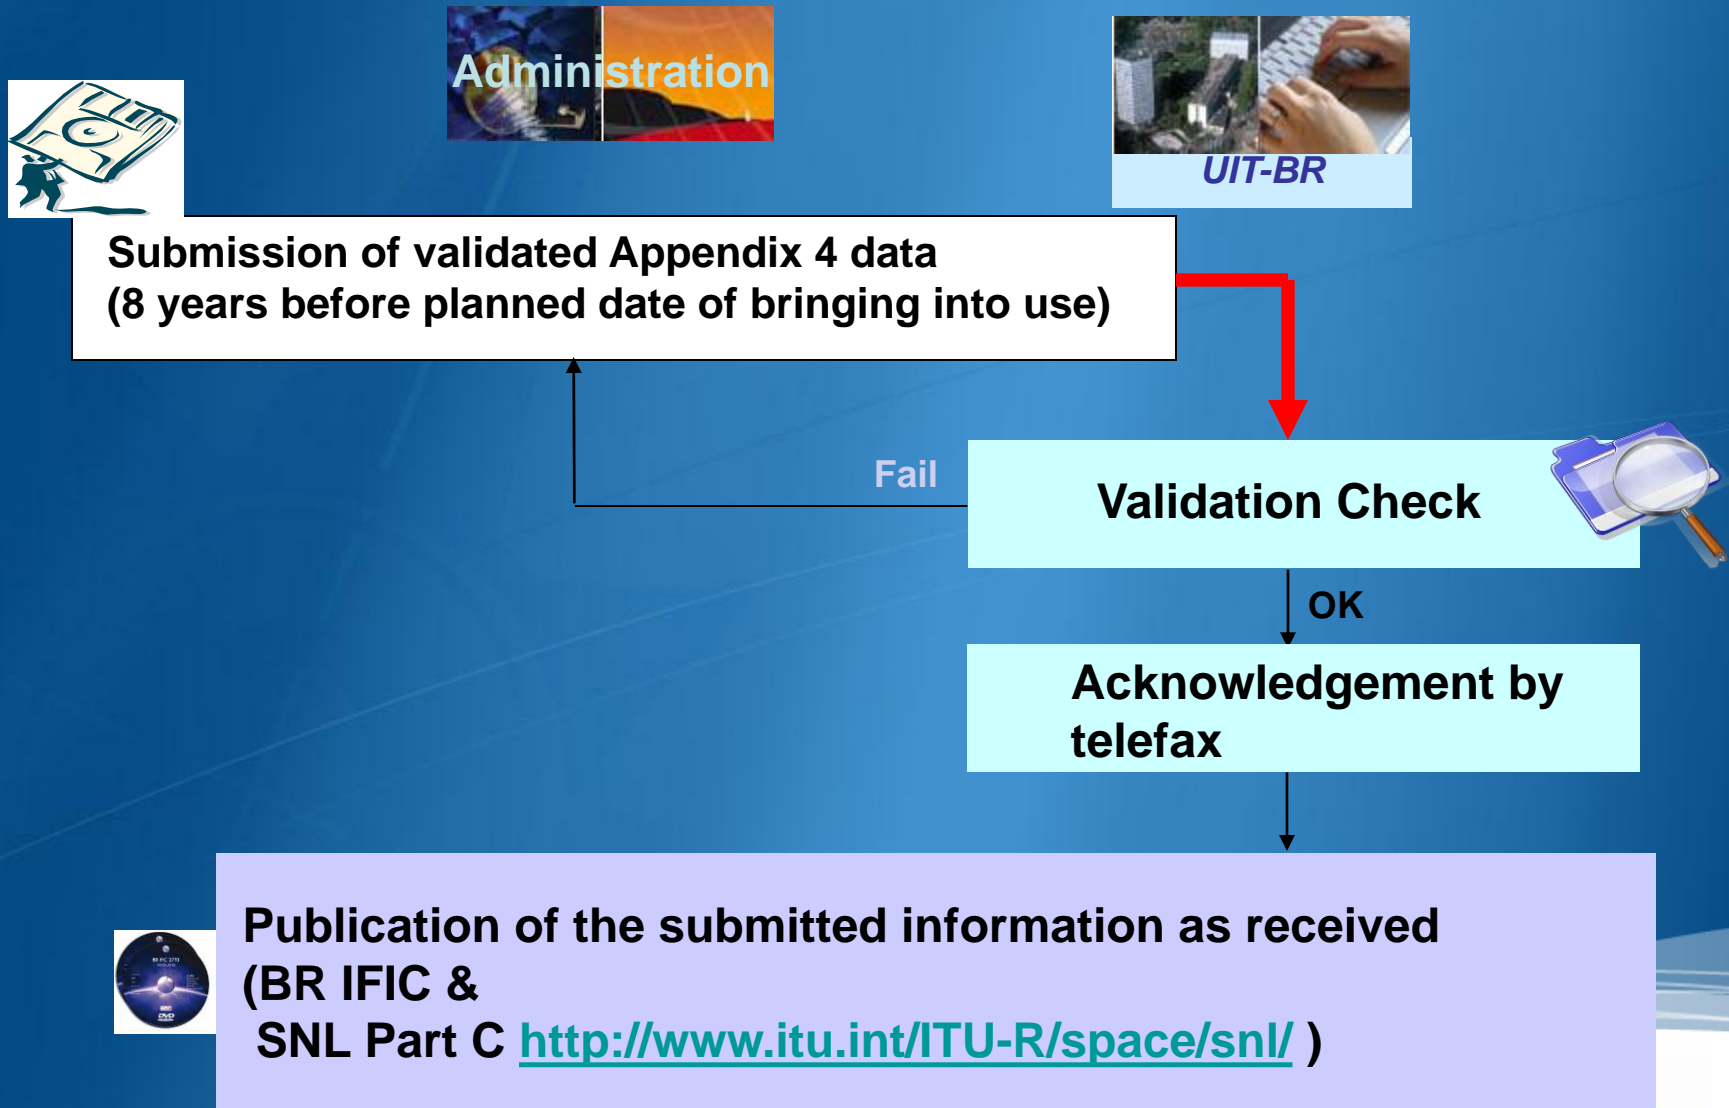 Administration
UIT-BR
Submission of validated Appendix 4 data
(8 years before planned date of bringing into use)
Fail
Validation Check
OK
Acknowledgement by
telefax
Publication of the submitted information as received
(BR IFIC &
SNL Part C http://www.itu.int/ITU-R/space/snl/ )
DVD